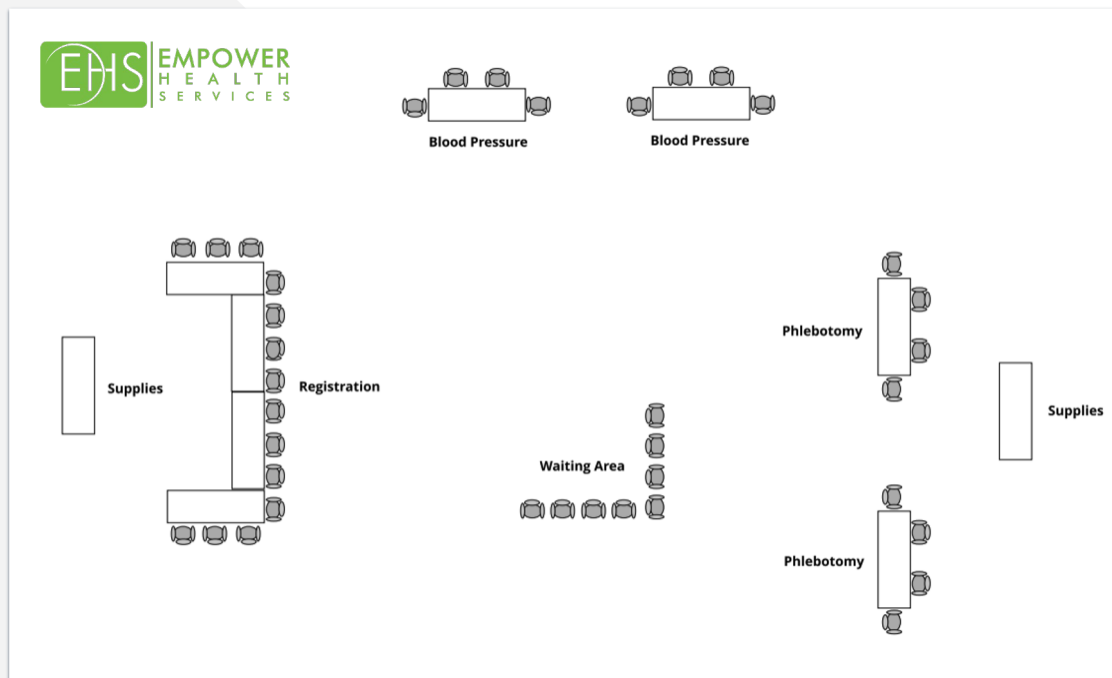 EHS
EMPOWER
HEALTH
SERVICES
Blood Pressure
Blood Pressure
Phlebotomy
Supplies
Registration
Supplies
Waiting Area
Phlebotomy